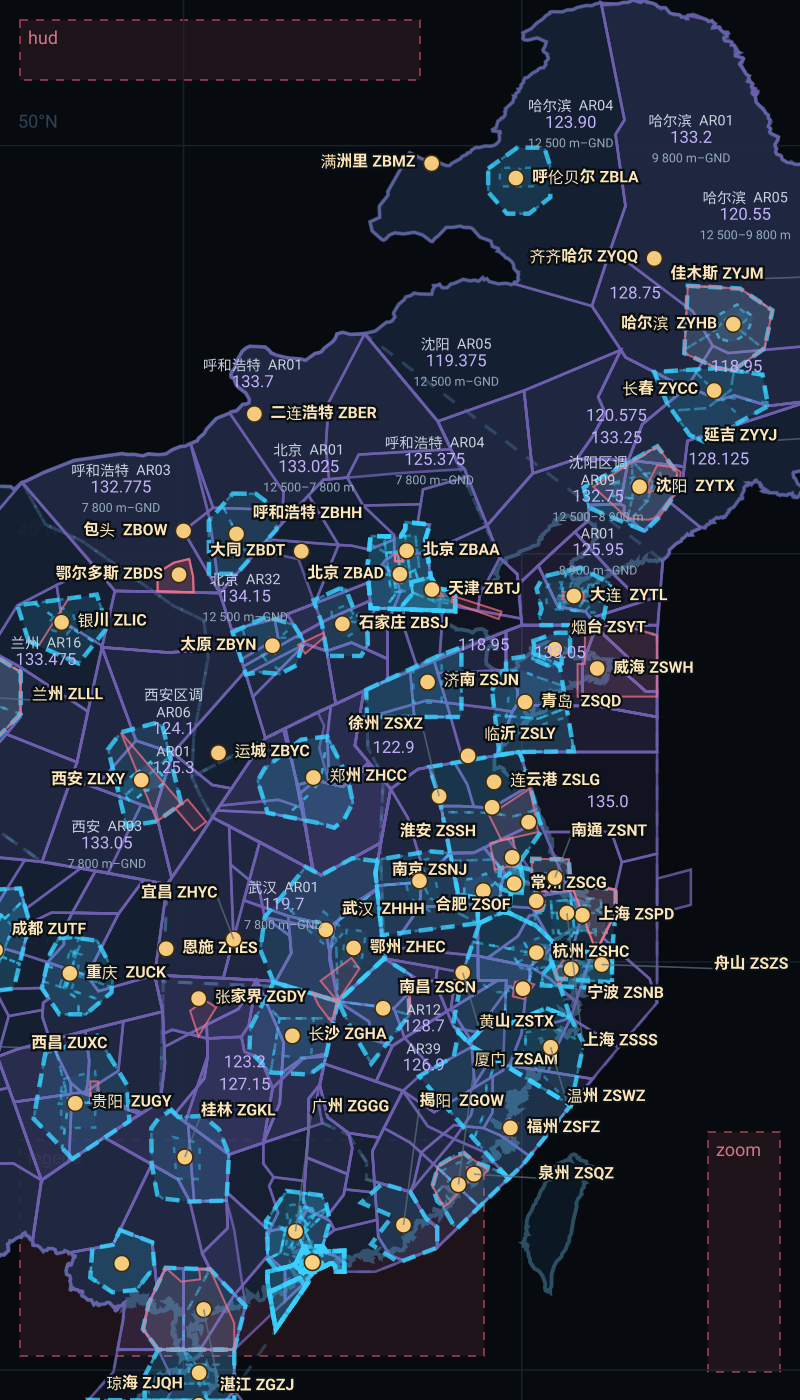 hud
50°N
哈尔滨 AR04
123.90
12 500 m–GND
哈尔滨 AR01
133.2
9 800 m–GND
满洲里 ZBMZ
呼伦贝尔 ZBLA
哈尔滨 AR05
120.55
12 500–9 800 m
齐齐哈尔 ZYQQ
佳木斯 ZYJM
128.75
哈尔滨 ZYHB
沈阳 AR05
119.375
12 500 m–GND
呼和浩特 AR01
133.7
118.95
长春 ZYCC
二连浩特 ZBER
120.575
133.25
延吉 ZYYJ
北京 AR01
133.025
12 500–7 800 m
呼和浩特 AR04
125.375
7 800 m–GND
128.125
呼和浩特 AR03
132.775
7 800 m–GND
沈阳区调
AR09
132.75
12 500–8 900 m
沈阳 ZYTX
呼和浩特 ZBHH
包头 ZBOW
大同 ZBDT
北京 ZBAA
AR01
125.95
8 900 m–GND
鄂尔多斯 ZBDS
北京 ZBAD
天津 ZBTJ
北京 AR32
134.15
12 500 m–GND
大连 ZYTL
银川 ZLIC
石家庄 ZBSJ
烟台 ZSYT
兰州 AR16
133.475
太原 ZBYN
118.95
133.05
威海 ZSWH
兰州 ZLLL
济南 ZSJN
青岛 ZSQD
西安区调
AR06
124.1
徐州 ZSXZ
临沂 ZSLY
AR01
125.3
运城 ZBYC
122.9
西安 ZLXY
郑州 ZHCC
连云港 ZSLG
135.0
西安 AR03
133.05
7 800 m–GND
淮安 ZSSH
南通 ZSNT
南京 ZSNJ
常州 ZSCG
宜昌 ZHYC
武汉 AR01
119.7
7 800 m–GND
武汉 ZHHH
合肥 ZSOF
上海 ZSPD
成都 ZUTF
恩施 ZHES
鄂州 ZHEC
杭州 ZSHC
舟山 ZSZS
重庆 ZUCK
南昌 ZSCN
宁波 ZSNB
张家界 ZGDY
AR12
128.7
黄山 ZSTX
西昌 ZUXC
长沙 ZGHA
上海 ZSSS
AR39
126.9
厦门 ZSAM
123.2
127.15
贵阳 ZUGY
桂林 ZGKL
广州 ZGGG
揭阳 ZGOW
温州 ZSWZ
福州 ZSFZ
zoom
泉州 ZSQZ
琼海 ZJQH
湛江 ZGZJ